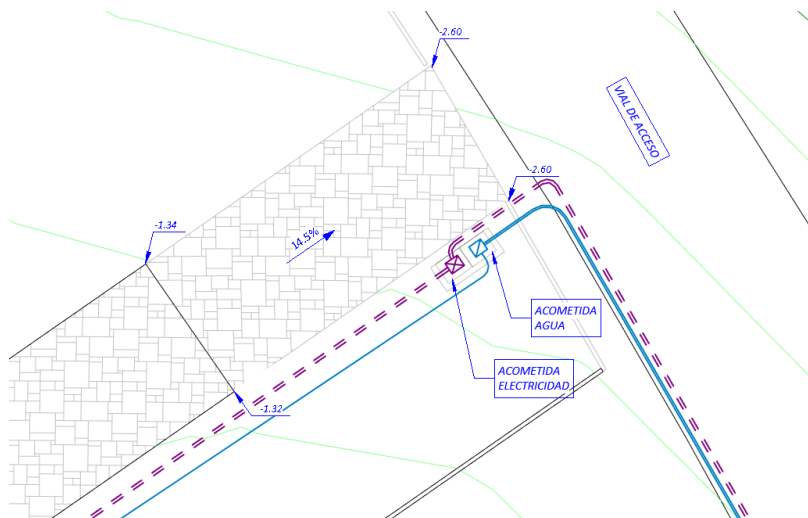 -2.60
VIAL DE ACCESO
-2.60
-1.34
14.5%
ACOMETIDA
AGUA
ACOMETIDA
ELECTRICIDAD
-1.32